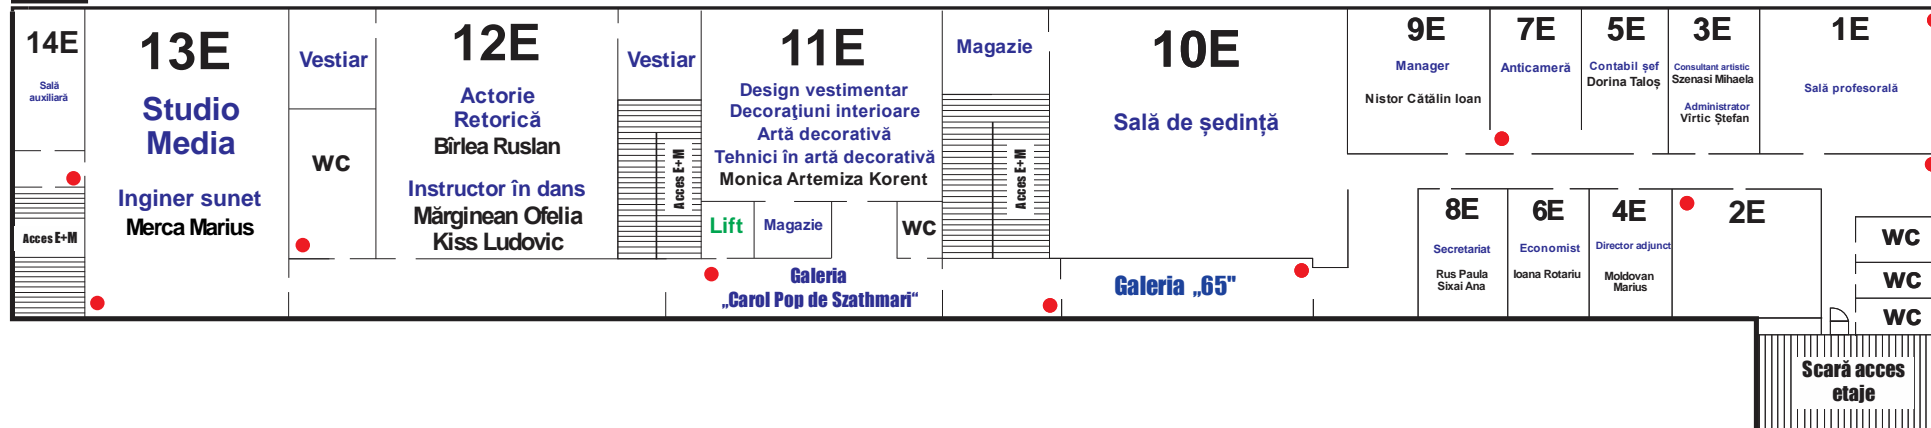 14E
Sală
auxiliară
Acces E+M
13E
Studio
Media
Inginer sunet
Merca Marius
Vestiar
WC
12E
Actorie
Retorică
Bîrlea Ruslan
Instructor în dans
Mărginean Ofelia
Kiss Ludovic
Vestiar
Acces E+M
11E
Design vestimentar
Decoraţiuni interioare
Artă decorativă
Tehnici în artă decorativă
Monica Artemiza Korent
Lift
Magazie
WC
Galeria
„Carol Pop de Szathmari“
Magazie
Acces E+M
10E
Sală de ședință
Galeria „65"
9E
Manager
Nistor Cătălin Ioan
7E
Anticameră
5E
Contabil șef
Dorina Taloș
3E
Consultant artistic
Szenasi Mihaela
Administrator
Vîrtic Ștefan
1E
Sală profesorală
8E
Secretariat
Rus Paula
Sixai Ana
6E
Economist
Ioana Rotariu
4E
Director adjunct
Moldovan
Marius
2E
WC
WC
WC
Scară acces
etaje